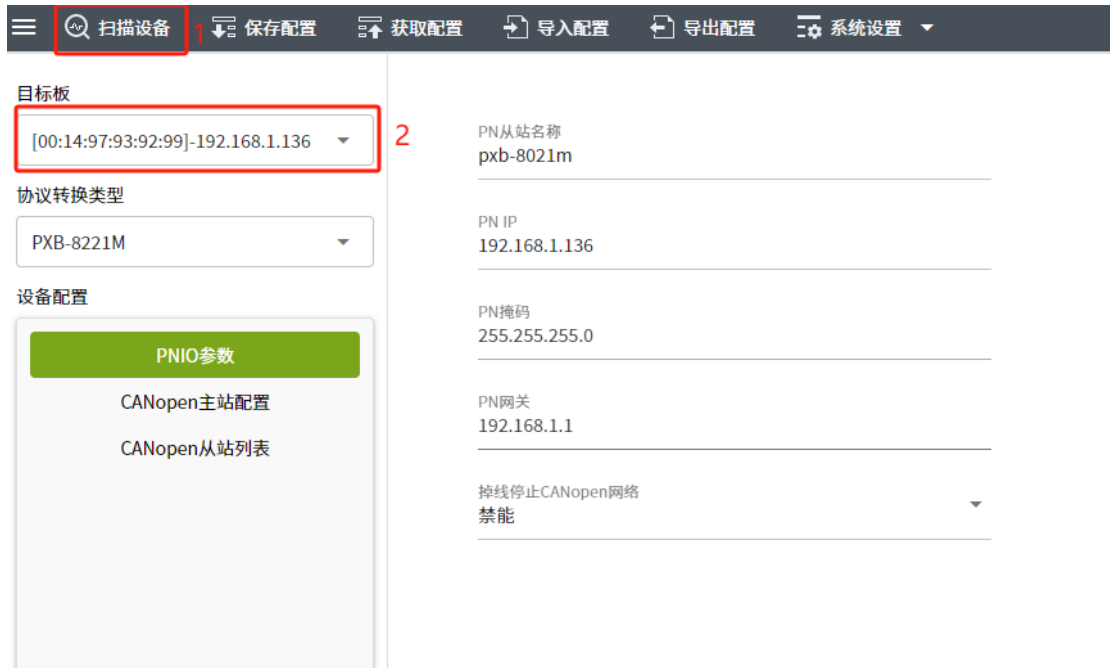 扫描设备 1 保存配置 获取配置 导入配置 导出配置 系统设置
目标板
[00:14:97:93:92:99]-192.168.1.136 2
协议转换类型
PXB-8221M
设备配置
PNIO参数
CANopen主站配置
CANopen从站列表
PN从站名称
pxb-8021m
PN IP
192.168.1.136
PN掩码
255.255.255.0
PN网关
192.168.1.1
掉线停止CANopen网络
禁能